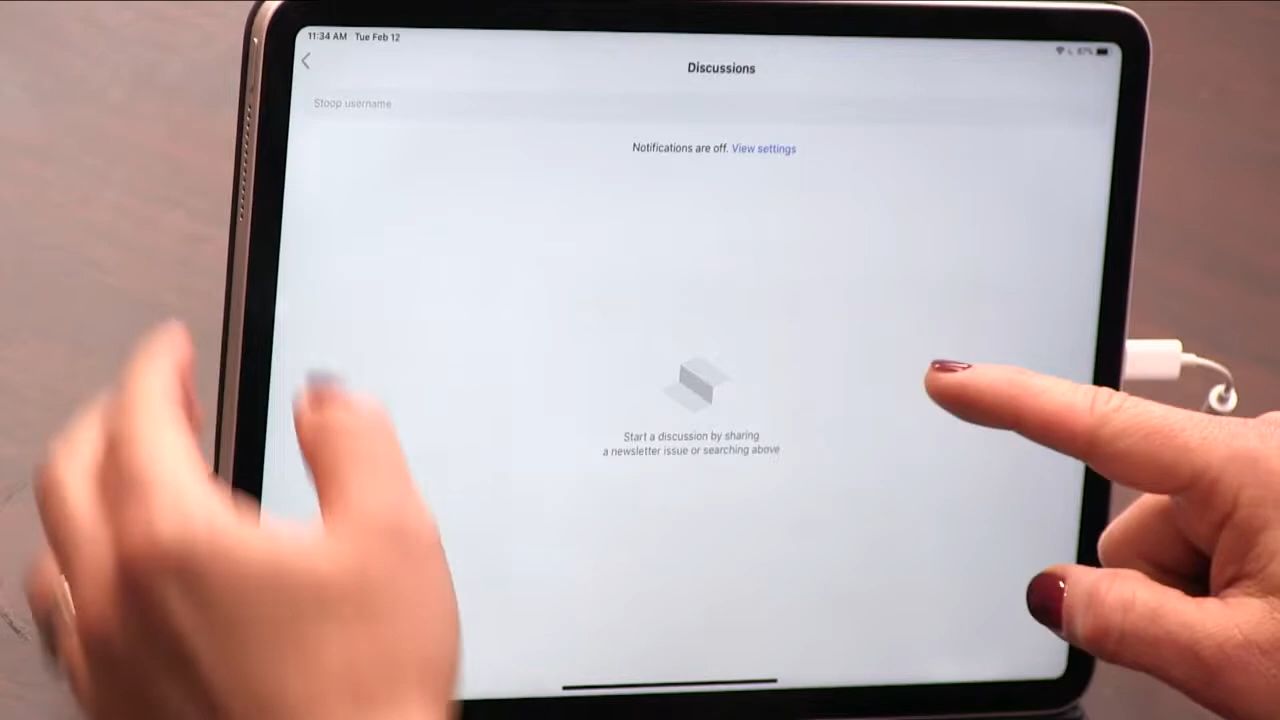 11:34 AM Tue Feb 12
87%
Discussions
Stoop username
Notifications are off. View settings
Start a discussion by sharing
a newsletter issue or searching above